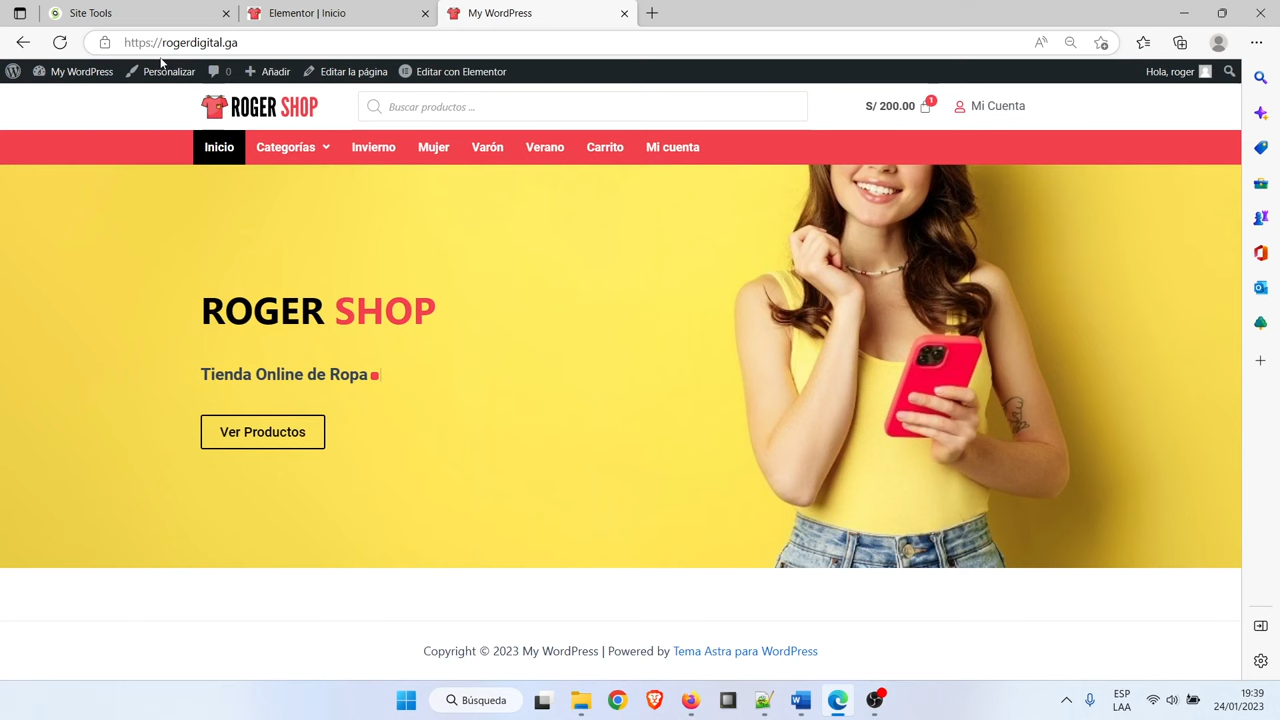 Site Tools
Elementor | Inicio
My WordPress
https://rogerdigital.ga
My WordPress
Personalizar
0
Añadir
Editar la página
Editar con Elementor
Hola, roger
ROGER SHOP
Buscar productos ...
S/ 200.00
1
Mi Cuenta
Inicio
Categorías
Invierno
Mujer
Varón
Verano
Carrito
Mi cuenta
ROGER SHOP
Tienda Online de Ropa
Ver Productos
Copyright © 2023 My WordPress | Powered by Tema Astra para WordPress
Búsqueda
ESP
LAA
19:39
24/01/2023